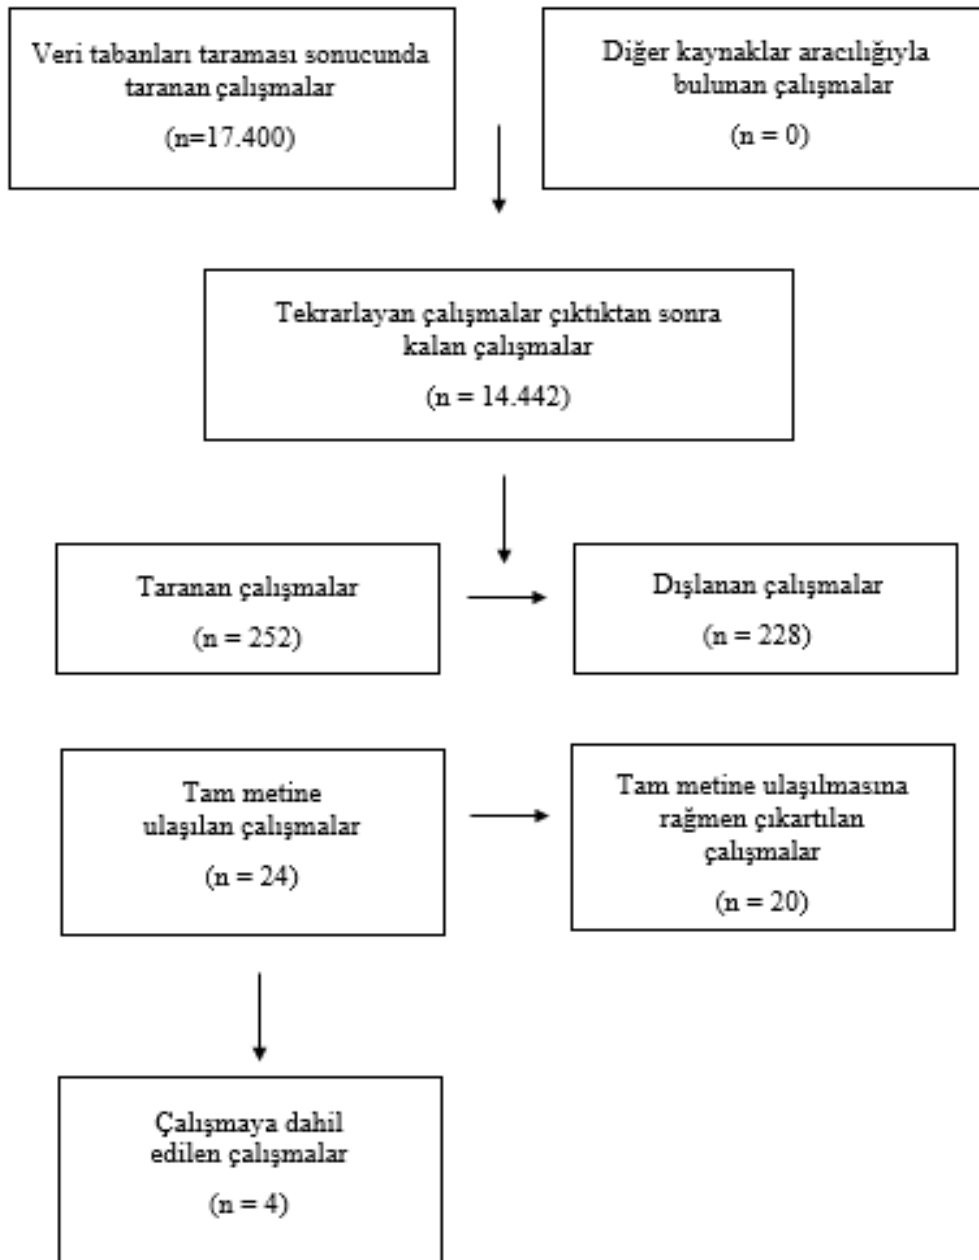 Veri tabanları taraması sonucunda
taranan çalışmalar
(n=17.400)
Diğer kaynaklar aracılığıyla
bulunan çalışmalar
(n = 0)
Tekrarlayan çalışmalar çıktıktan sonra
kalan çalışmalar
(n = 14.442)
Taranan çalışmalar
(n = 252)
Dışlanan çalışmalar
(n = 228)
Tam metine
ulaşılan çalışmalar
(n = 24)
Tam metine ulaşılmasına
rağmen çıkartılan
çalışmalar
(n = 20)
Çalışmaya dahil
edilen çalışmalar
(n = 4)